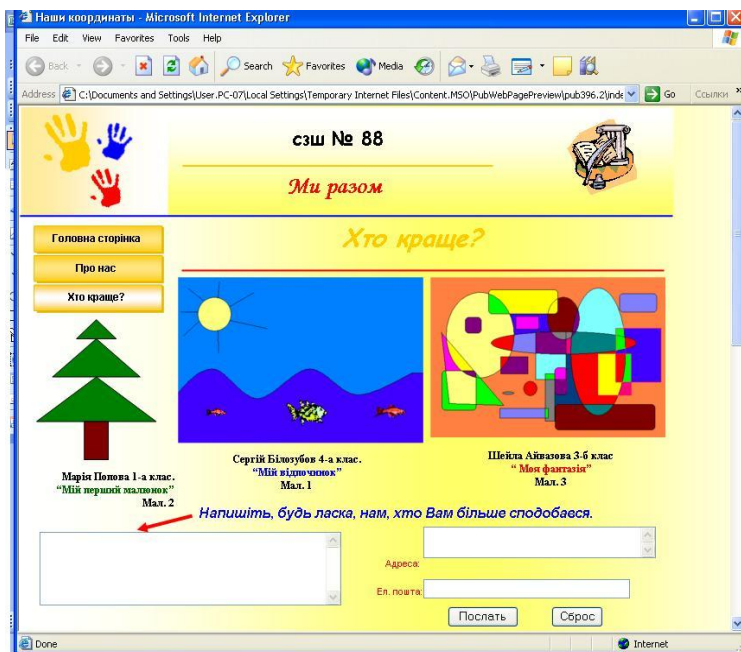 Наши координаты - Microsoft Internet Explorer
File Edit View Favorites Tools Help
Back Search Favorites Media
Address C:\Documents and Settings\User.PC-07\Local Settings\Temporary Internet Files\Content.MSO\PubWebPagePreview\pub396.2\inde Go Ссылки »
сзш № 88
Ми разом
Головна сторінка
Про нас
Хто краще?
Хто краще?
Марія Попова 1-а клас.
“Мій перший малюнок”
Мал. 2
Сергій Білозубов 4-а клас.
“Мій відпочинок”
Мал. 1
Шейла Айвазова 3-б клас
“ Моя фантазія”
Мал. 3
Напишіть, будь ласка, нам, хто Вам більше сподобався.
Адреса:
Ел. пошта:
Послать Сброс
Done Internet